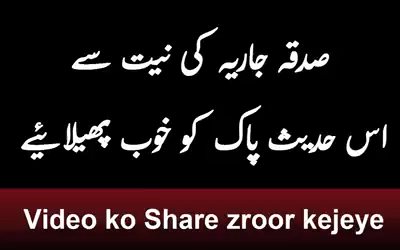 صدقہ جاریہ کی نیت سے
اس حدیث پاک کو خوب پھیلائیے
Video ko Share zroor kejeye